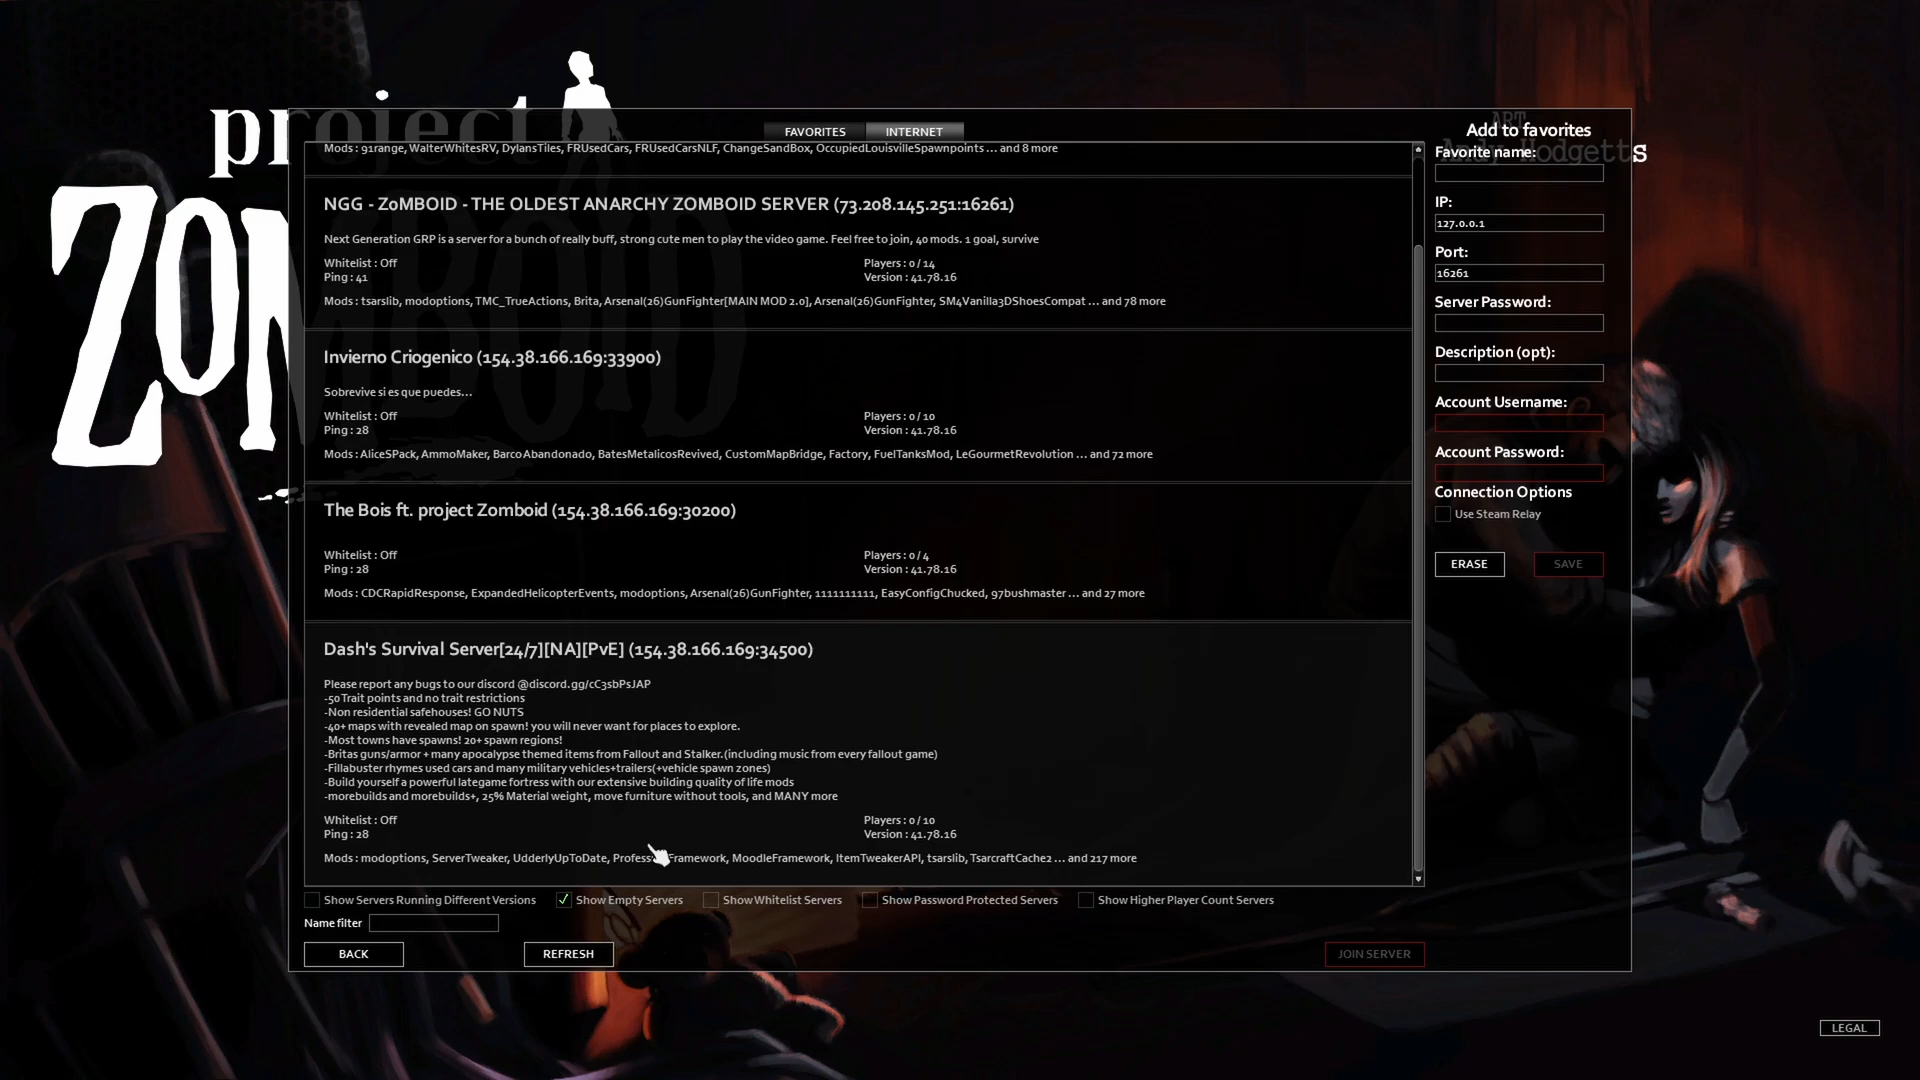 project
ZOMBOID
FAVORITES INTERNET
Mods : 91range, WalterWhitesRV, DylansTiles, FRUsedCars, FRUsedCarsNLF, ChangeSandBox, OccupiedLouisvilleSpawnpoints ... and 8 more
NGG - ZoMBOID - THE OLDEST ANARCHY ZOMBOID SERVER (73.208.145.251:16261)
Next Generation GRP is a server for a bunch of really buff, strong cute men to play the video game. Feel free to join, 40 mods. 1 goal, survive
Whitelist : Off Players : 0 / 14
Ping : 41 Version : 41.78.16
Mods : tsarslib, modoptions, TMC_TrueActions, Brita, Arsenal(26)GunFighter[MAIN MOD 2.0], Arsenal(26)GunFighter, SM4Vanilla3DShoesCompat ... and 78 more
Invierno Criogenico (154.38.166.169:33900)
Sobrevive si es que puedes...
Whitelist : Off Players : 0 / 10
Ping : 28 Version : 41.78.16
Mods : AliceSPack, AmmoMaker, BarcoAbandonado, BatesMetalicosRevived, CustomMapBridge, Factory, FuelTanksMod, LeGourmetRevolution ... and 72 more
The Bois ft. project Zomboid (154.38.166.169:30200)
Whitelist : Off Players : 0 / 4
Ping : 28 Version : 41.78.16
Mods : CDCRapidResponse, ExpandedHelicopterEvents, modoptions, Arsenal(26)GunFighter, 1111111111, EasyConfigChucked, 97bushmaster ... and 27 more
Dash's Survival Server[24/7][NA][PvE] (154.38.166.169:34500)
Please report any bugs to our discord @discord.gg/cC3sbPsJAP
-50 Trait points and no trait restrictions
-Non residential safehouses! GO NUTS
-40+ maps with revealed map on spawn! you will never want for places to explore.
-Most towns have spawns! 20+ spawn regions!
-Britas guns/armor + many apocalypse themed items from Fallout and Stalker.(including music from every fallout game)
-Fillabuster rhymes used cars and many military vehicles+trailers(+vehicle spawn zones)
-Build yourself a powerful lategame fortress with our extensive building quality of life mods
-morebuilds and morebuilds+, 25% Material weight, move furniture without tools, and MANY more
Whitelist : Off Players : 0 / 10
Ping : 28 Version : 41.78.16
Mods : modoptions, ServerTweaker, UdderlyUpToDate, Profess Framework, MoodleFramework, ItemTweakerAPI, tsarslib, TsarcraftCache2 ... and 217 more
Show Servers Running Different Versions Show Empty Servers Show Whitelist Servers Show Password Protected Servers Show Higher Player Count Servers
Name filter
BACK REFRESH JOIN SERVER
ART
Andy Hodgetts
Add to favorites
Favorite name:
IP:
127.0.0.1
Port:
16261
Server Password:
Description (opt):
Account Username:
Account Password:
Connection Options
Use Steam Relay
ERASE SAVE
LEGAL